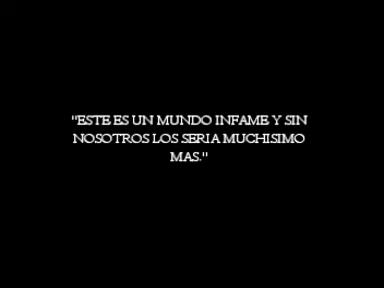 "ESTE ES UN MUNDO INFAME Y SIN
NOSOTROS LOS SERIA MUCHISIMO
MAS."